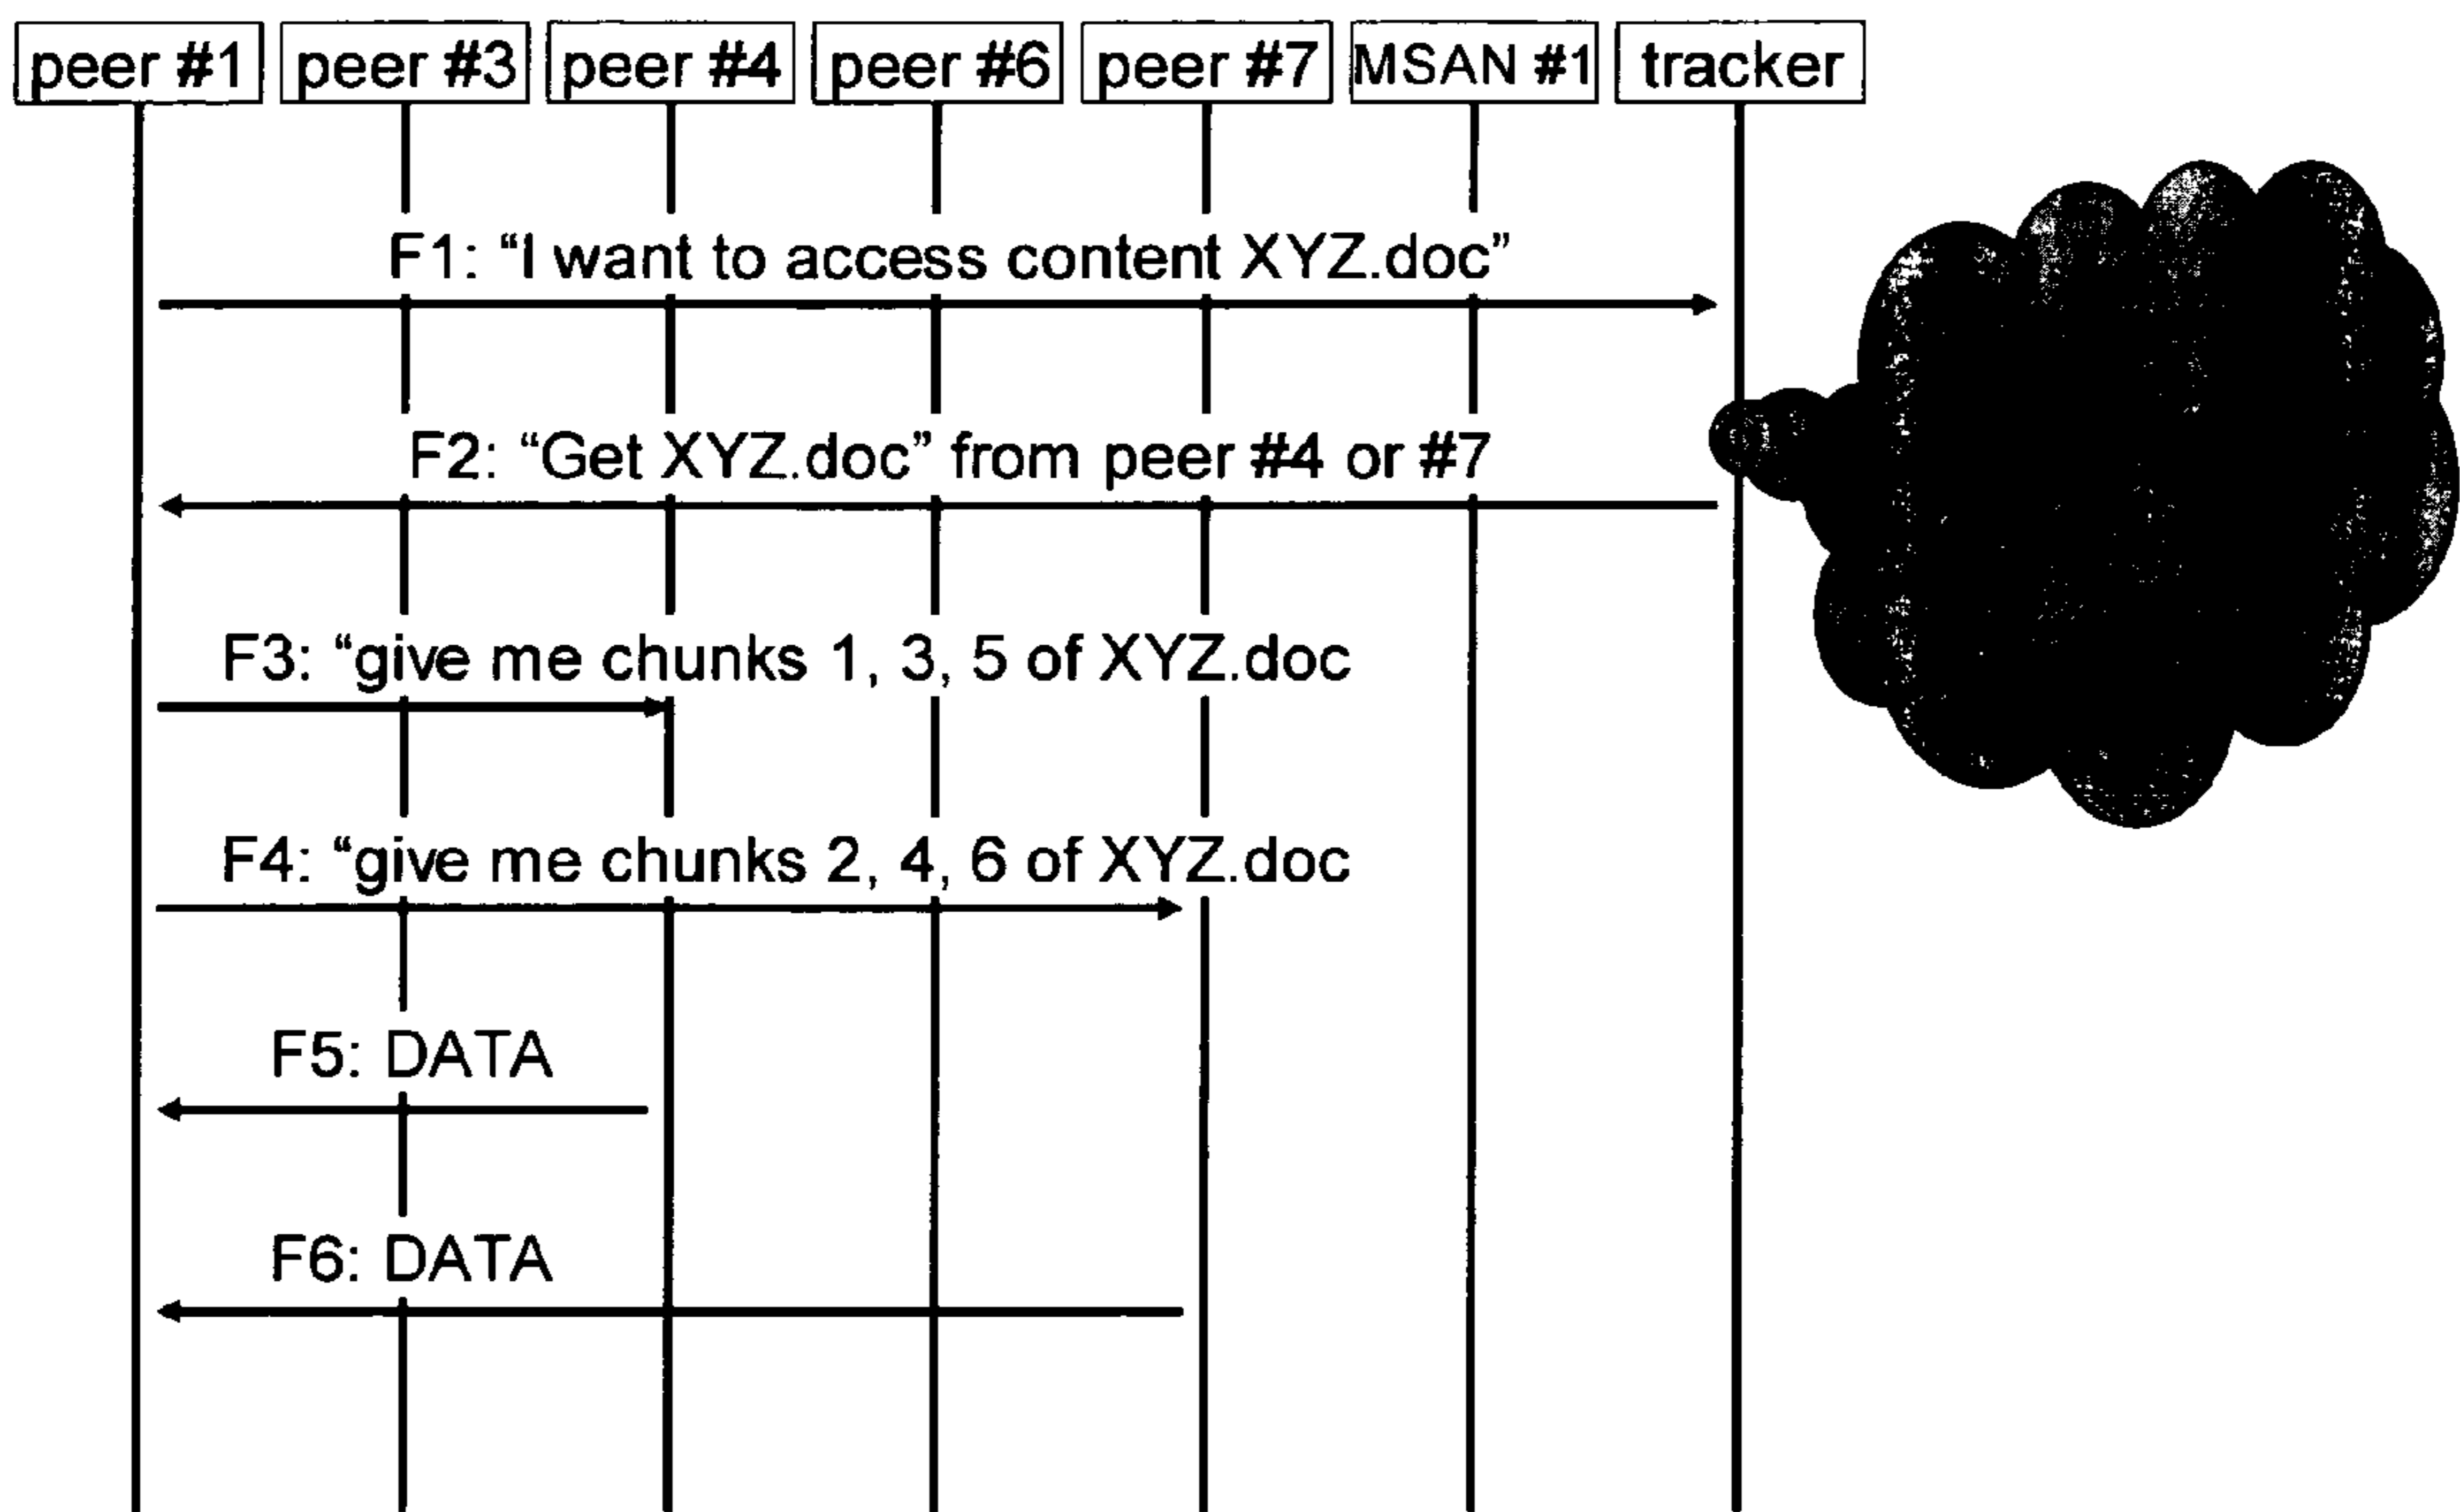 peer #1 peer #3 peer #4 peer #6 peer #7 MSAN #1 tracker
F1: “I want to access content XYZ.doc”
F2: “Get XYZ.doc” from peer #4 or #7
F3: “give me chunks 1, 3, 5 of XYZ.doc
F4: “give me chunks 2, 4, 6 of XYZ.doc
F5: DATA
F6: DATA